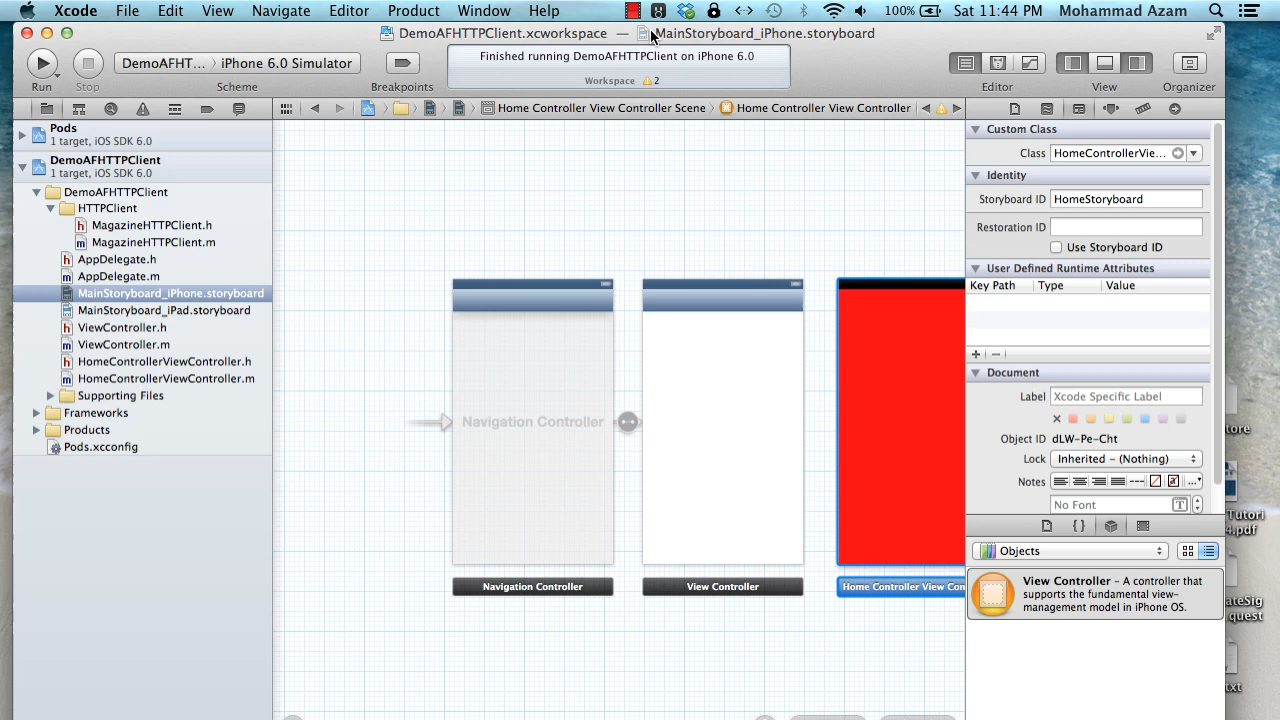 Xcode File Edit View Navigate Editor Product Window Help 100% Sat 11:44 PM Mohammad Azam
DemoAFHTTPClient.xcworkspace — MainStoryboard_iPhone.storyboard
DemoAFHT... iPhone 6.0 Simulator
Finished running DemoAFHTTPClient on iPhone 6.0
Workspace 2
Run Stop Scheme Breakpoints Editor View Organizer
Home Controller View Controller Scene Home Controller View Controller
Pods
1 target, iOS SDK 6.0
DemoAFHTTPClient
1 target, iOS SDK 6.0
DemoAFHTTPClient
HTTPClient
h MagazineHTTPClient.h
m MagazineHTTPClient.m
h AppDelegate.h
m AppDelegate.m
MainStoryboard_iPhone.storyboard
MainStoryboard_iPad.storyboard
h ViewController.h
m ViewController.m
h HomeControllerViewController.h
m HomeControllerViewController.m
Supporting Files
Frameworks
Products
Pods.xcconfig
Navigation Controller
Navigation Controller
View Controller
Home Controller View Con
Custom Class
Class HomeControllerVie...
Identity
Storyboard ID HomeStoryboard
Restoration ID
Use Storyboard ID
User Defined Runtime Attributes
Key Path Type Value
Document
Label Xcode Specific Label
Object ID dLW-Pe-Cht
Lock Inherited - (Nothing)
Notes
No Font T
{}
Objects
View Controller - A controller that
supports the fundamental view-
management model in iPhone OS.
tore
Tutori
4.pdf
ateSig
quest
txt